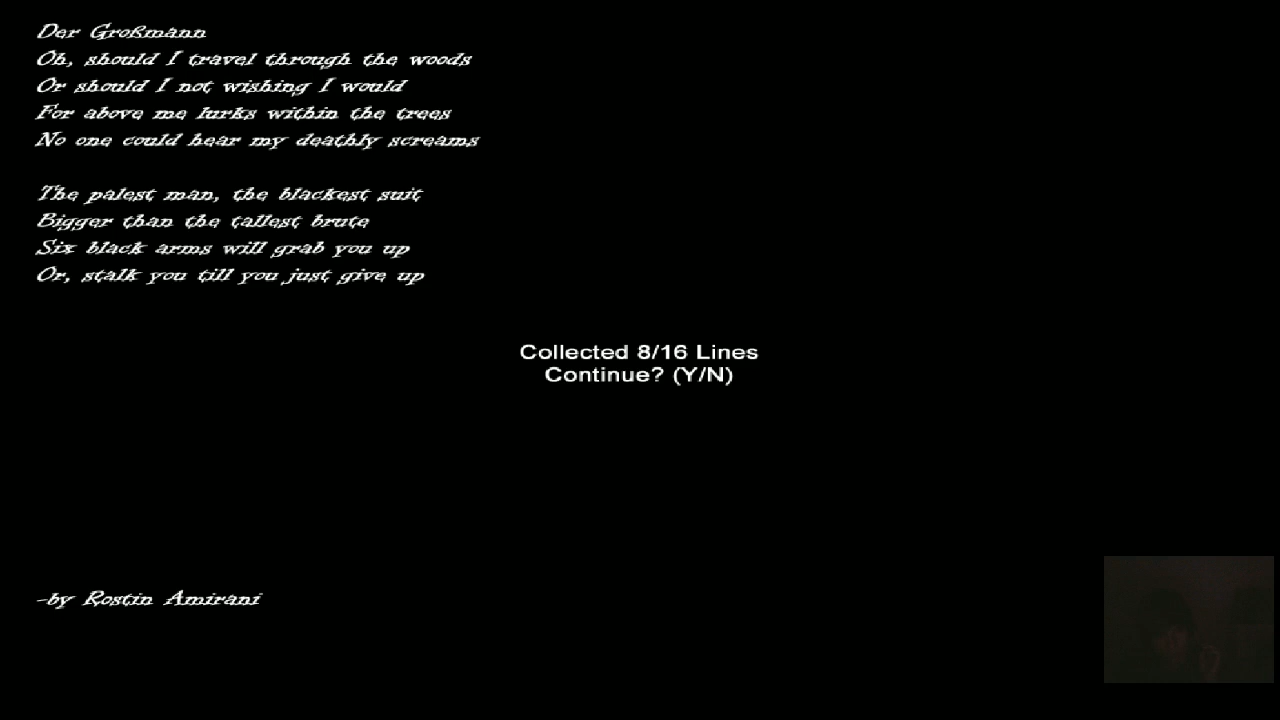 Der Großmann
Oh, should I travel through the woods
Or should I not wishing I would
For above me lurks within the trees
No one could hear my deathly screams
The palest man, the blackest suit
Bigger than the tallest brute
Six black arms will grab you up
Or, stalk you till you just give up
Collected 8/16 Lines
Continue? (Y/N)
-by Rostin Amirani